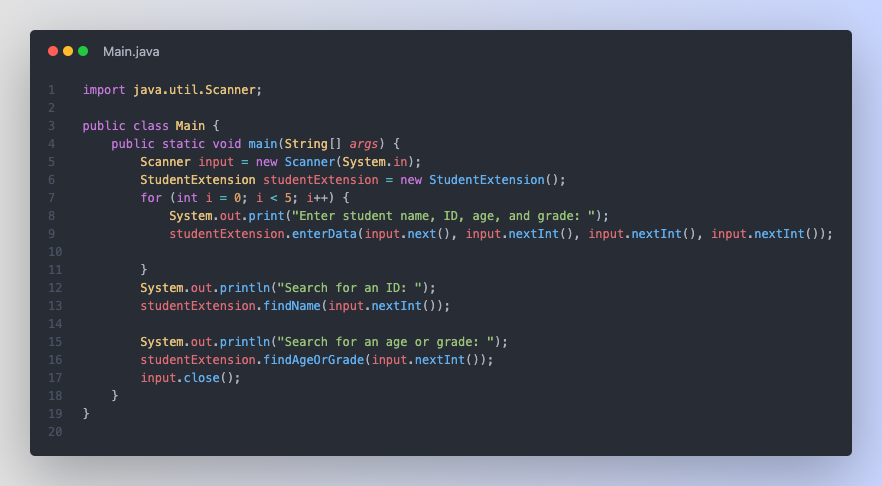 Main.java
1 import java.util.Scanner;
2
3 public class Main {
4 public static void main(String[] args) {
5 Scanner input = new Scanner(System.in);
6 StudentExtension studentExtension = new StudentExtension();
7 for (int i = 0; i < 5; i++) {
8 System.out.print("Enter student name, ID, age, and grade: ");
9 studentExtension.enterData(input.next(), input.nextInt(), input.nextInt(), input.nextInt());
10
11 }
12 System.out.println("Search for an ID: ");
13 studentExtension.findName(input.nextInt());
14
15 System.out.println("Search for an age or grade: ");
16 studentExtension.findAgeOrGrade(input.nextInt());
17 input.close();
18 }
19 }
20